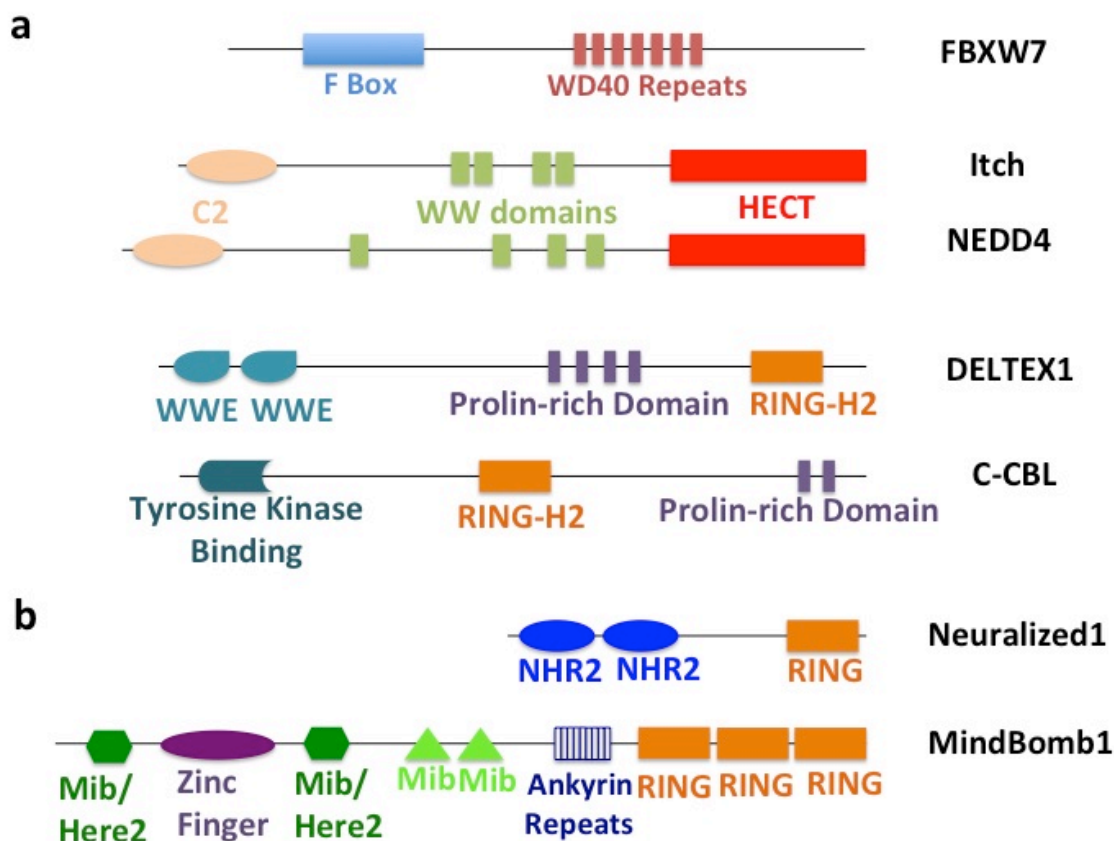 a
FBXW7
F Box
WD40 Repeats
Itch
C2
WW domains
HECT
NEDD4
DELTEX1
WWE
WWE
Prolin-rich Domain
RING-H2
C-CBL
Tyrosine Kinase
Binding
RING-H2
Prolin-rich Domain
b
Neuralized1
NHR2
NHR2
RING
MindBomb1
Mib/
Here2
Zinc
Finger
Mib/
Here2
Mib
Mib
Ankyrin
Repeats
RING
RING
RING